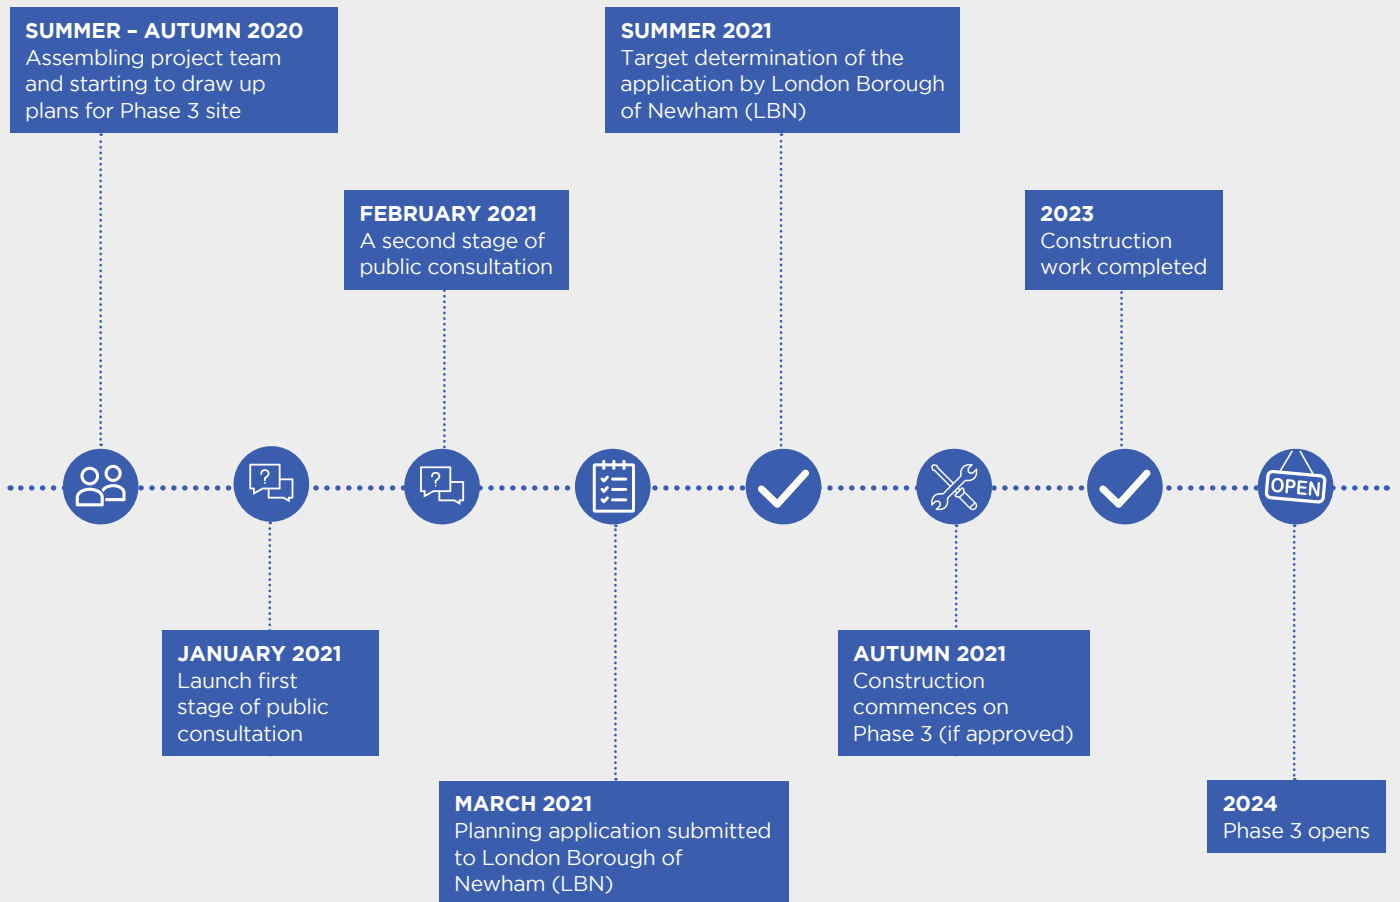 SUMMER – AUTUMN 2020
Assembling project team
and starting to draw up
plans for Phase 3 site
JANUARY 2021
Launch first
stage of public
consultation
FEBRUARY 2021
A second stage of
public consultation
MARCH 2021
Planning application submitted
to London Borough of
Newham (LBN)
SUMMER 2021
Target determination of the
application by London Borough
of Newham (LBN)
AUTUMN 2021
Construction
commences on
Phase 3 (if approved)
2023
Construction
work completed
OPEN
2024
Phase 3 opens
?
?